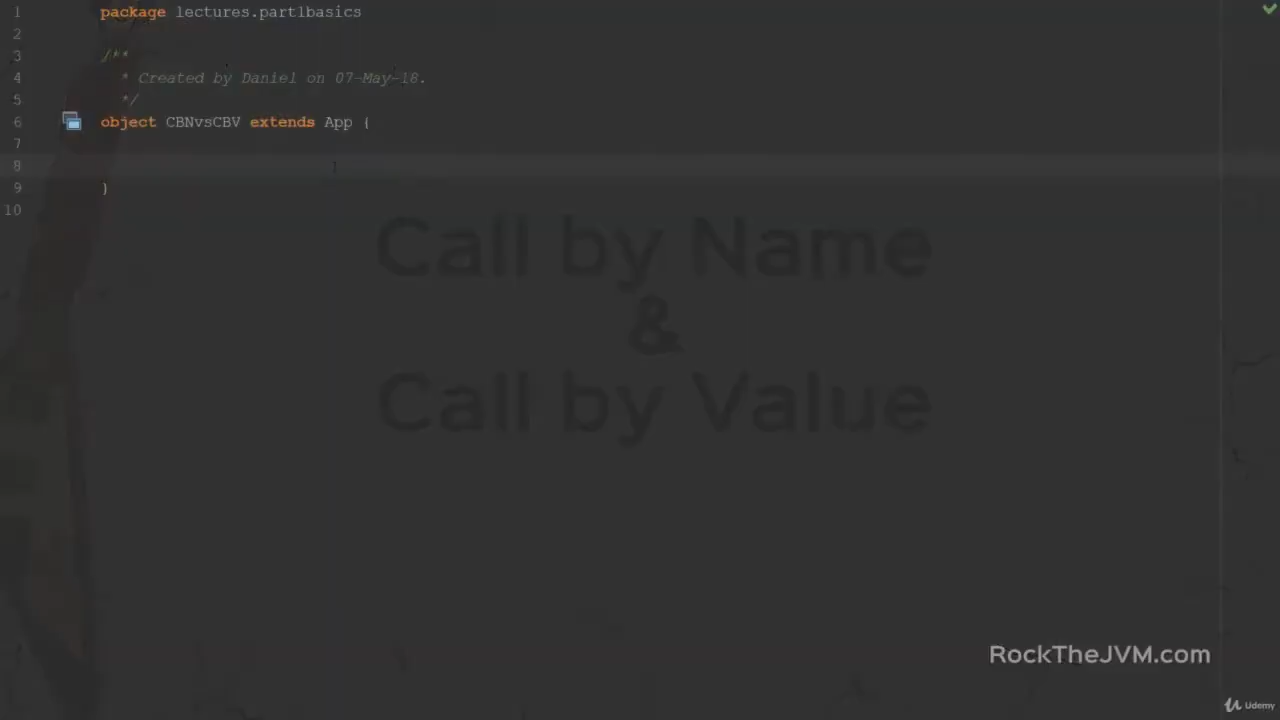 1 package lectures.part1basics
2
3 /**
4 * Created by Daniel on 07-May-18.
5 */
6 object CBNvsCBV extends App {
7
8
9 }
10
Call by Name
&
Call by Value
RockTheJVM.com
Udemy